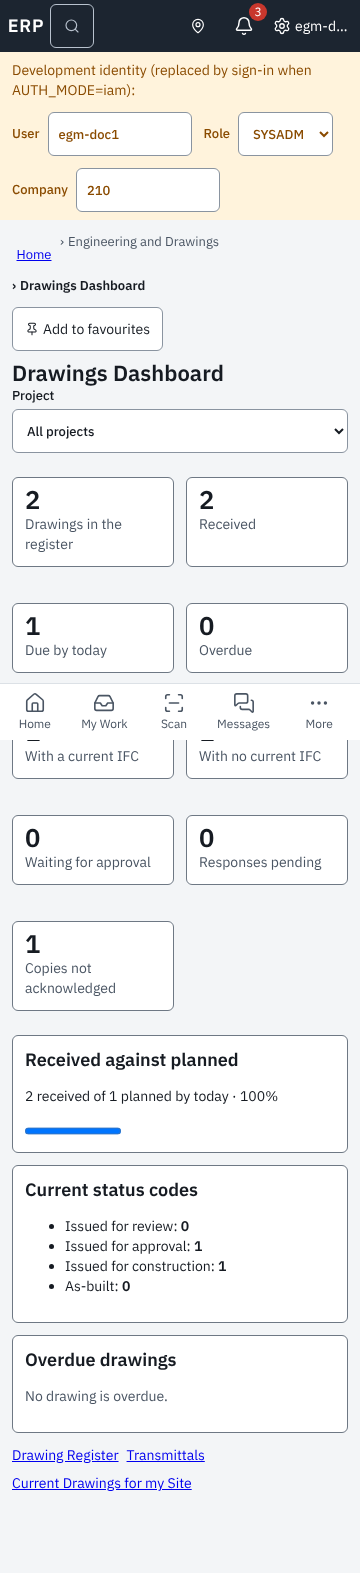 ERP
3
egm-d...
Development identity (replaced by sign-in when
AUTH_MODE=iam):
User egm-doc1 Role SYSADM
Company 210
Home › Engineering and Drawings
› Drawings Dashboard
Add to favourites
Drawings Dashboard
Project
All projects
2
Drawings in the
register
2
Received
1
Due by today
0
Overdue
Home My Work Scan Messages More
With a current IFC
With no current IFC
0
Waiting for approval
0
Responses pending
1
Copies not
acknowledged
Received against planned
2 received of 1 planned by today · 100%
Current status codes
• Issued for review: 0
• Issued for approval: 1
• Issued for construction: 1
• As-built: 0
Overdue drawings
No drawing is overdue.
Drawing Register Transmittals
Current Drawings for my Site